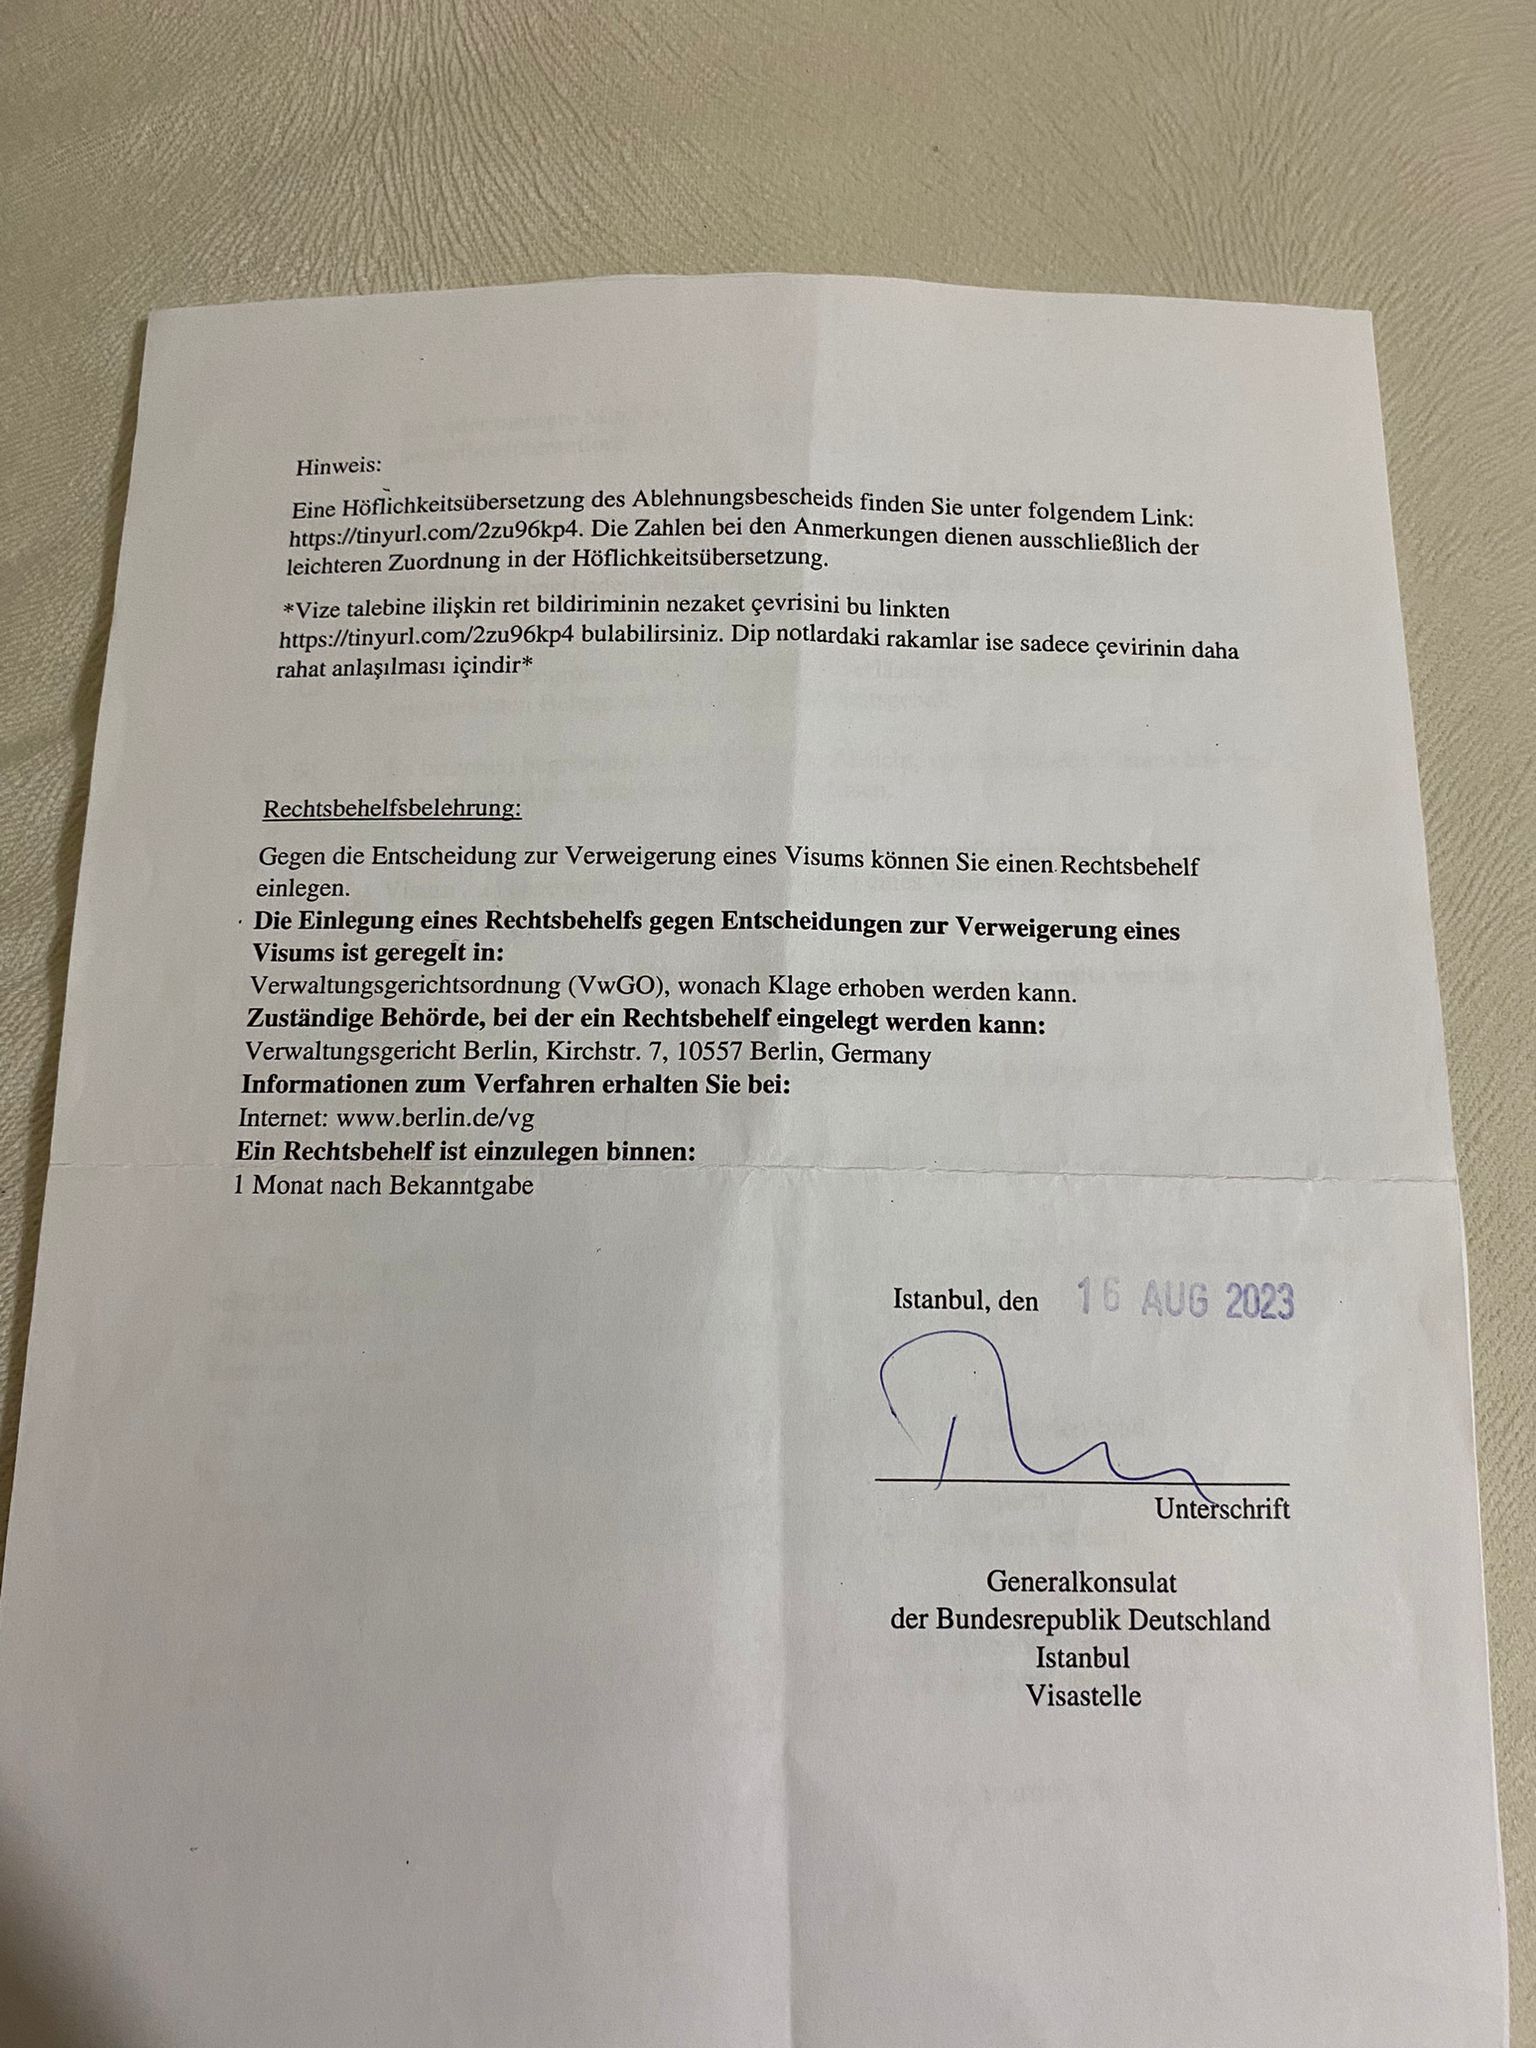 Hinweis:
Eine Höflichkeitsübersetzung des Ablehnungsbescheids finden Sie unter folgendem Link:
https://tinyurl.com/2zu96kp4. Die Zahlen bei den Anmerkungen dienen ausschließlich der
leichteren Zuordnung in der Höflichkeitsübersetzung.
*Vize talebine ilişkin ret bildiriminin nezaket çevrisini bu linkten
https://tinyurl.com/2zu96kp4 bulabilirsiniz. Dip notlardaki rakamlar ise sadece çevirinin daha
rahat anlaşılması içindir*
Rechtsbehelfsbelehrung:
Gegen die Entscheidung zur Verweigerung eines Visums können Sie einen Rechtsbehelf
einlegen.
Die Einlegung eines Rechtsbehelfs gegen Entscheidungen zur Verweigerung eines
Visums ist geregelt in:
Verwaltungsgerichtsordnung (VwGO), wonach Klage erhoben werden kann.
Zuständige Behörde, bei der ein Rechtsbehelf eingelegt werden kann:
Verwaltungsgericht Berlin, Kirchstr. 7, 10557 Berlin, Germany
Informationen zum Verfahren erhalten Sie bei:
Internet: www.berlin.de/vg
Ein Rechtsbehelf ist einzulegen binnen:
1 Monat nach Bekanntgabe
Istanbul, den 16 AUG 2023
Unterschrift
Generalkonsulat
der Bundesrepublik Deutschland
Istanbul
Visastelle